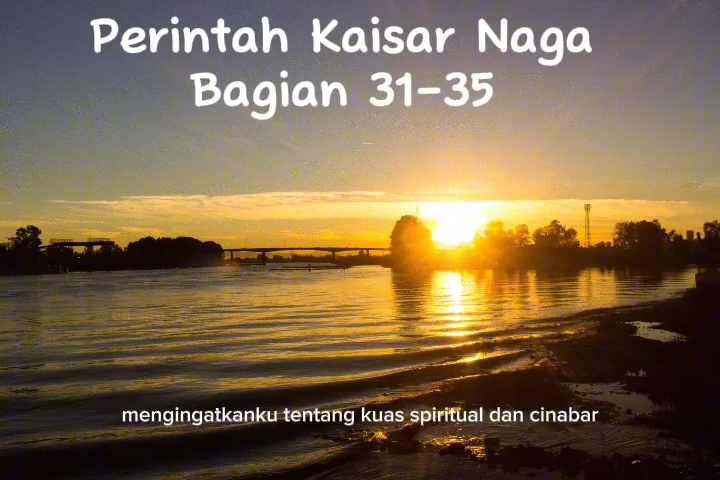 Perintah Kaisar Naga
Bagian 31-35
mengingatkanku tentang kuas spiritual dan cinabar